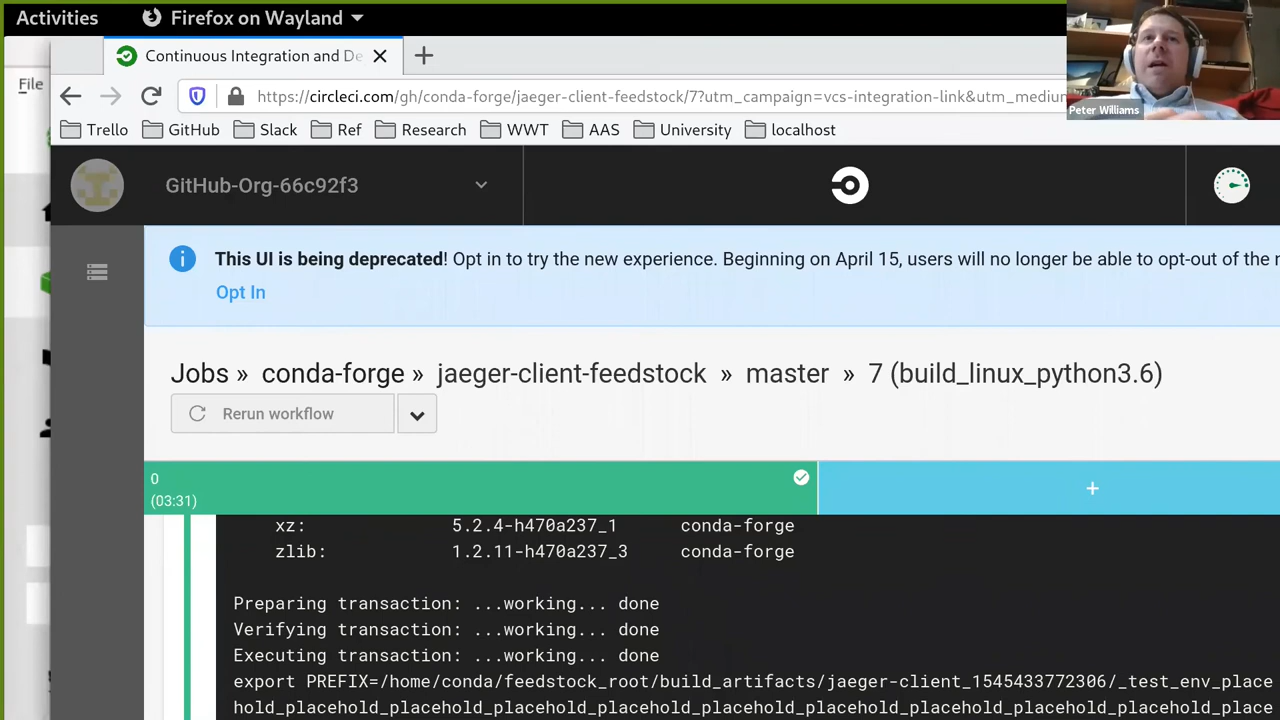 Activities
Firefox on Wayland
File
Continuous Integration and De
https://circleci.com/gh/conda-forge/jaeger-client-feedstock/7?utm_campaign=vcs-integration-link&utm_medium
Peter Williams
Trello GitHub Slack Ref Research WWT AAS University localhost
GitHub-Org-66c92f3
This UI is being deprecated! Opt in to try the new experience. Beginning on April 15, users will no longer be able to opt-out of the
Opt In
Jobs » conda-forge » jaeger-client-feedstock » master » 7 (build_linux_python3.6)
Rerun workflow
0
(03:31)
+
xz: 5.2.4-h470a237_1 conda-forge
zlib: 1.2.11-h470a237_3 conda-forge
Preparing transaction: ...working... done
Verifying transaction: ...working... done
Executing transaction: ...working... done
export PREFIX=/home/conda/feedstock_root/build_artifacts/jaeger-client_1545433772306/_test_env_place
hold_placehold_placehold_placehold_placehold_placehold_placehold_placehold_placehold_placehold_place